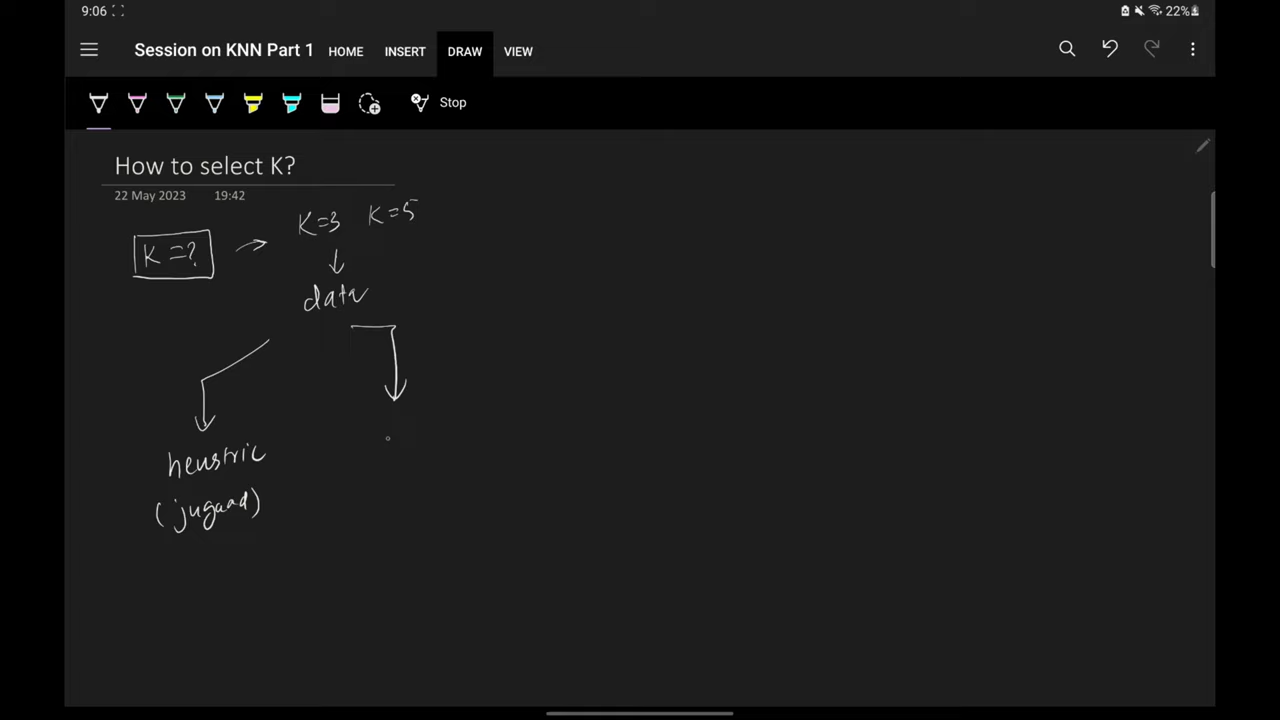 9:06 22%
Session on KNN Part 1 HOME INSERT DRAW VIEW
Stop
How to select K?
22 May 2023 19:42
K=? K=3 K=5
data
heustric
(jugaad)